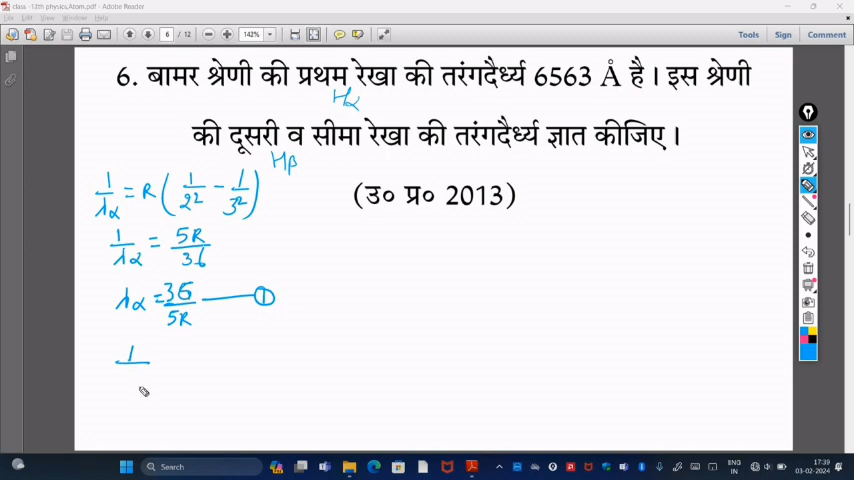 class -12th physics,Atom.pdf - Adobe Reader
File Edit View Window Help
6 / 12 142% Tools Sign Comment
6. बामर श्रेणी की प्रथम रेखा की तरंगदैर्ध्य 6563 Å है। इस श्रेणी
Hα
की दूसरी व सीमा रेखा की तरंगदैर्ध्य ज्ञात कीजिए।
Hβ
(उ० प्र० 2013)
1/λα = R (1/2² − 1/3²)
1/λα = 5R/36
λα = 36/5R —— ①
1
Search
ENG
IN
17:39
03-02-2024